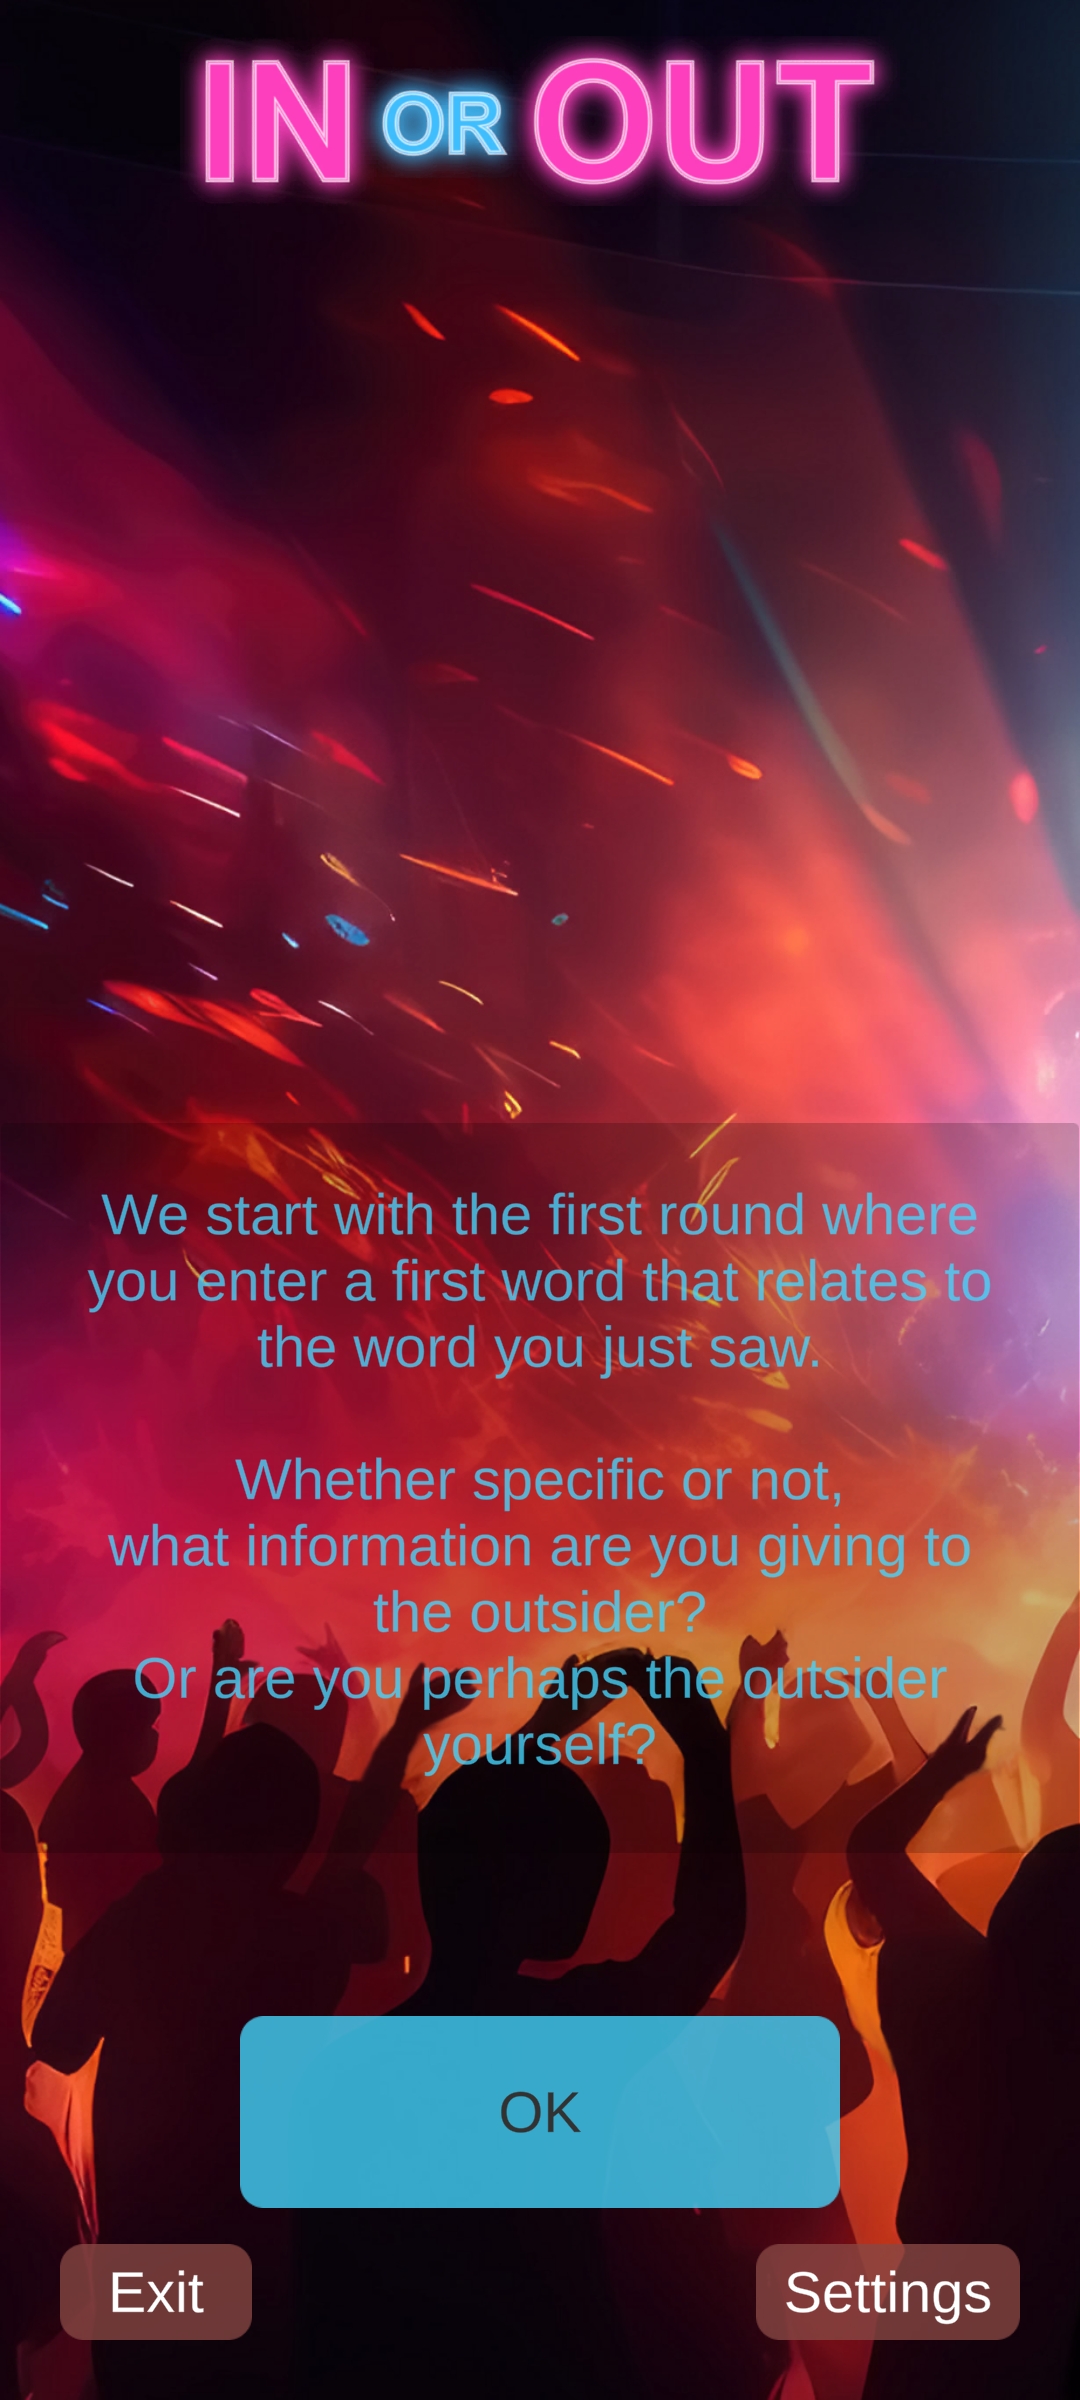 IN OR OUT
We start with the first round where
you enter a first word that relates to
the word you just saw.
Whether specific or not,
what information are you giving to
the outsider?
Or are you perhaps the outsider
yourself?
OK
Exit
Settings